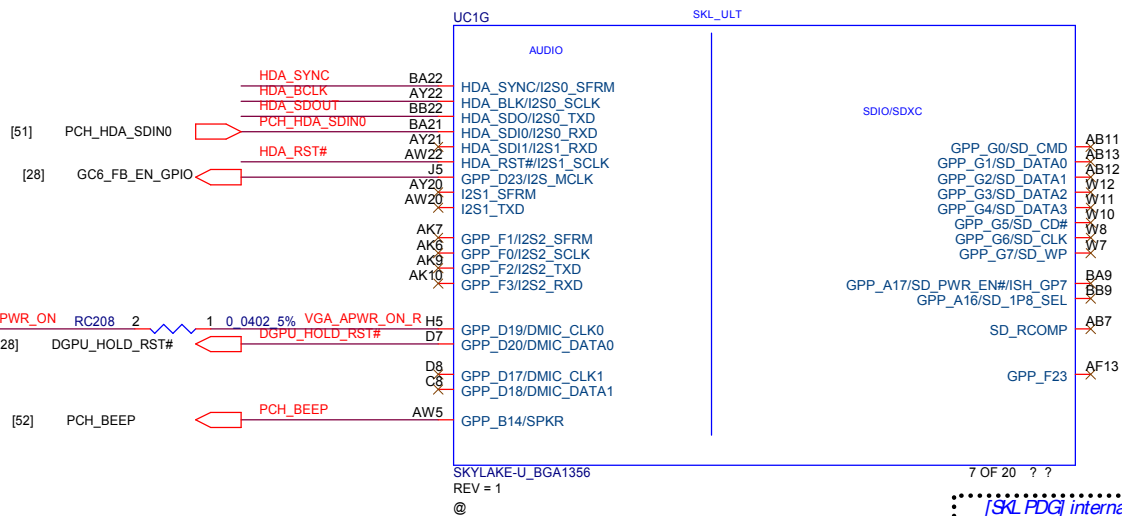 UC1G SKL_ULT
AUDIO
SDIO/SDXC
HDA_SYNC BA22 HDA_SYNC/I2S0_SFRM
HDA_BCLK AY22 HDA_BLK/I2S0_SCLK
HDA_SDOUT BB22 HDA_SDO/I2S0_TXD
[51] PCH_HDA_SDIN0 PCH_HDA_SDIN0 BA21 HDA_SDI0/I2S0_RXD
AY21 HDA_SDI1/I2S1_RXD
HDA_RST# AW22 HDA_RST#/I2S1_SCLK
[28] GC6_FB_EN_GPIO J5 GPP_D23/I2S_MCLK
AY20 I2S1_SFRM
AW20 I2S1_TXD
AK7 GPP_F1/I2S2_SFRM
AK6 GPP_F0/I2S2_SCLK
AK9 GPP_F2/I2S2_TXD
AK10 GPP_F3/I2S2_RXD
PWR_ON RC208 2 1 0_0402_5% VGA_APWR_ON_R H5 GPP_D19/DMIC_CLK0
28] DGPU_HOLD_RST# DGPU_HOLD_RST# D7 GPP_D20/DMIC_DATA0
D8 GPP_D17/DMIC_CLK1
C8 GPP_D18/DMIC_DATA1
[52] PCH_BEEP PCH_BEEP AW5 GPP_B14/SPKR
GPP_G0/SD_CMD AB11
GPP_G1/SD_DATA0 AB13
GPP_G2/SD_DATA1 AB12
GPP_G3/SD_DATA2 W12
GPP_G4/SD_DATA3 W11
GPP_G5/SD_CD# W10
GPP_G6/SD_CLK W8
GPP_G7/SD_WP W7
GPP_A17/SD_PWR_EN#/ISH_GP7 BA9
GPP_A16/SD_1P8_SEL BB9
SD_RCOMP AB7
GPP_F23 AF13
SKYLAKE-U_BGA1356 7 OF 20 ? ?
REV = 1
@
[SKL PDG] interna